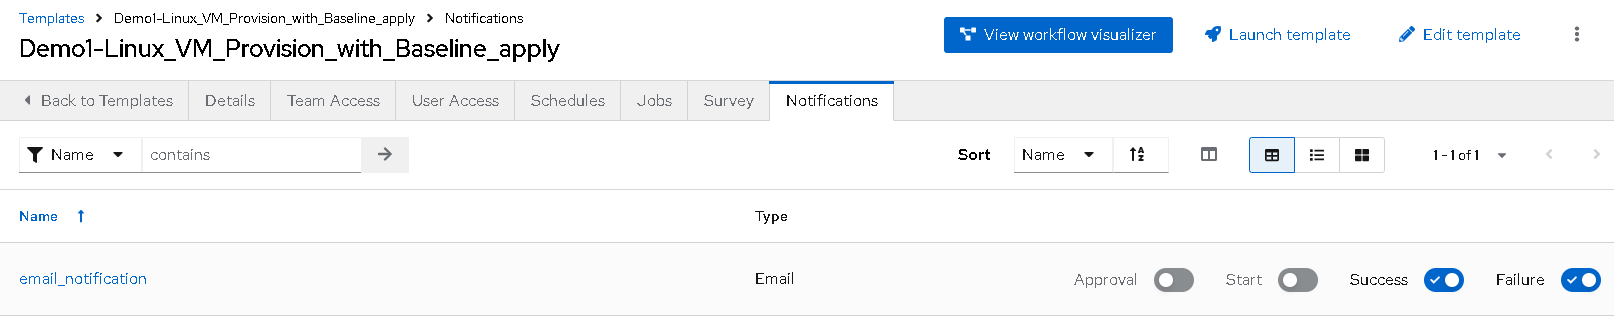 Templates > Demo1-Linux_VM_Provision_with_Baseline_apply > Notifications
Demo1-Linux_VM_Provision_with_Baseline_apply
View workflow visualizer Launch template Edit template
Back to Templates Details Team Access User Access Schedules Jobs Survey Notifications
Name contains Sort Name 1 - 1 of 1
Name Type
email_notification Email Approval Start Success Failure